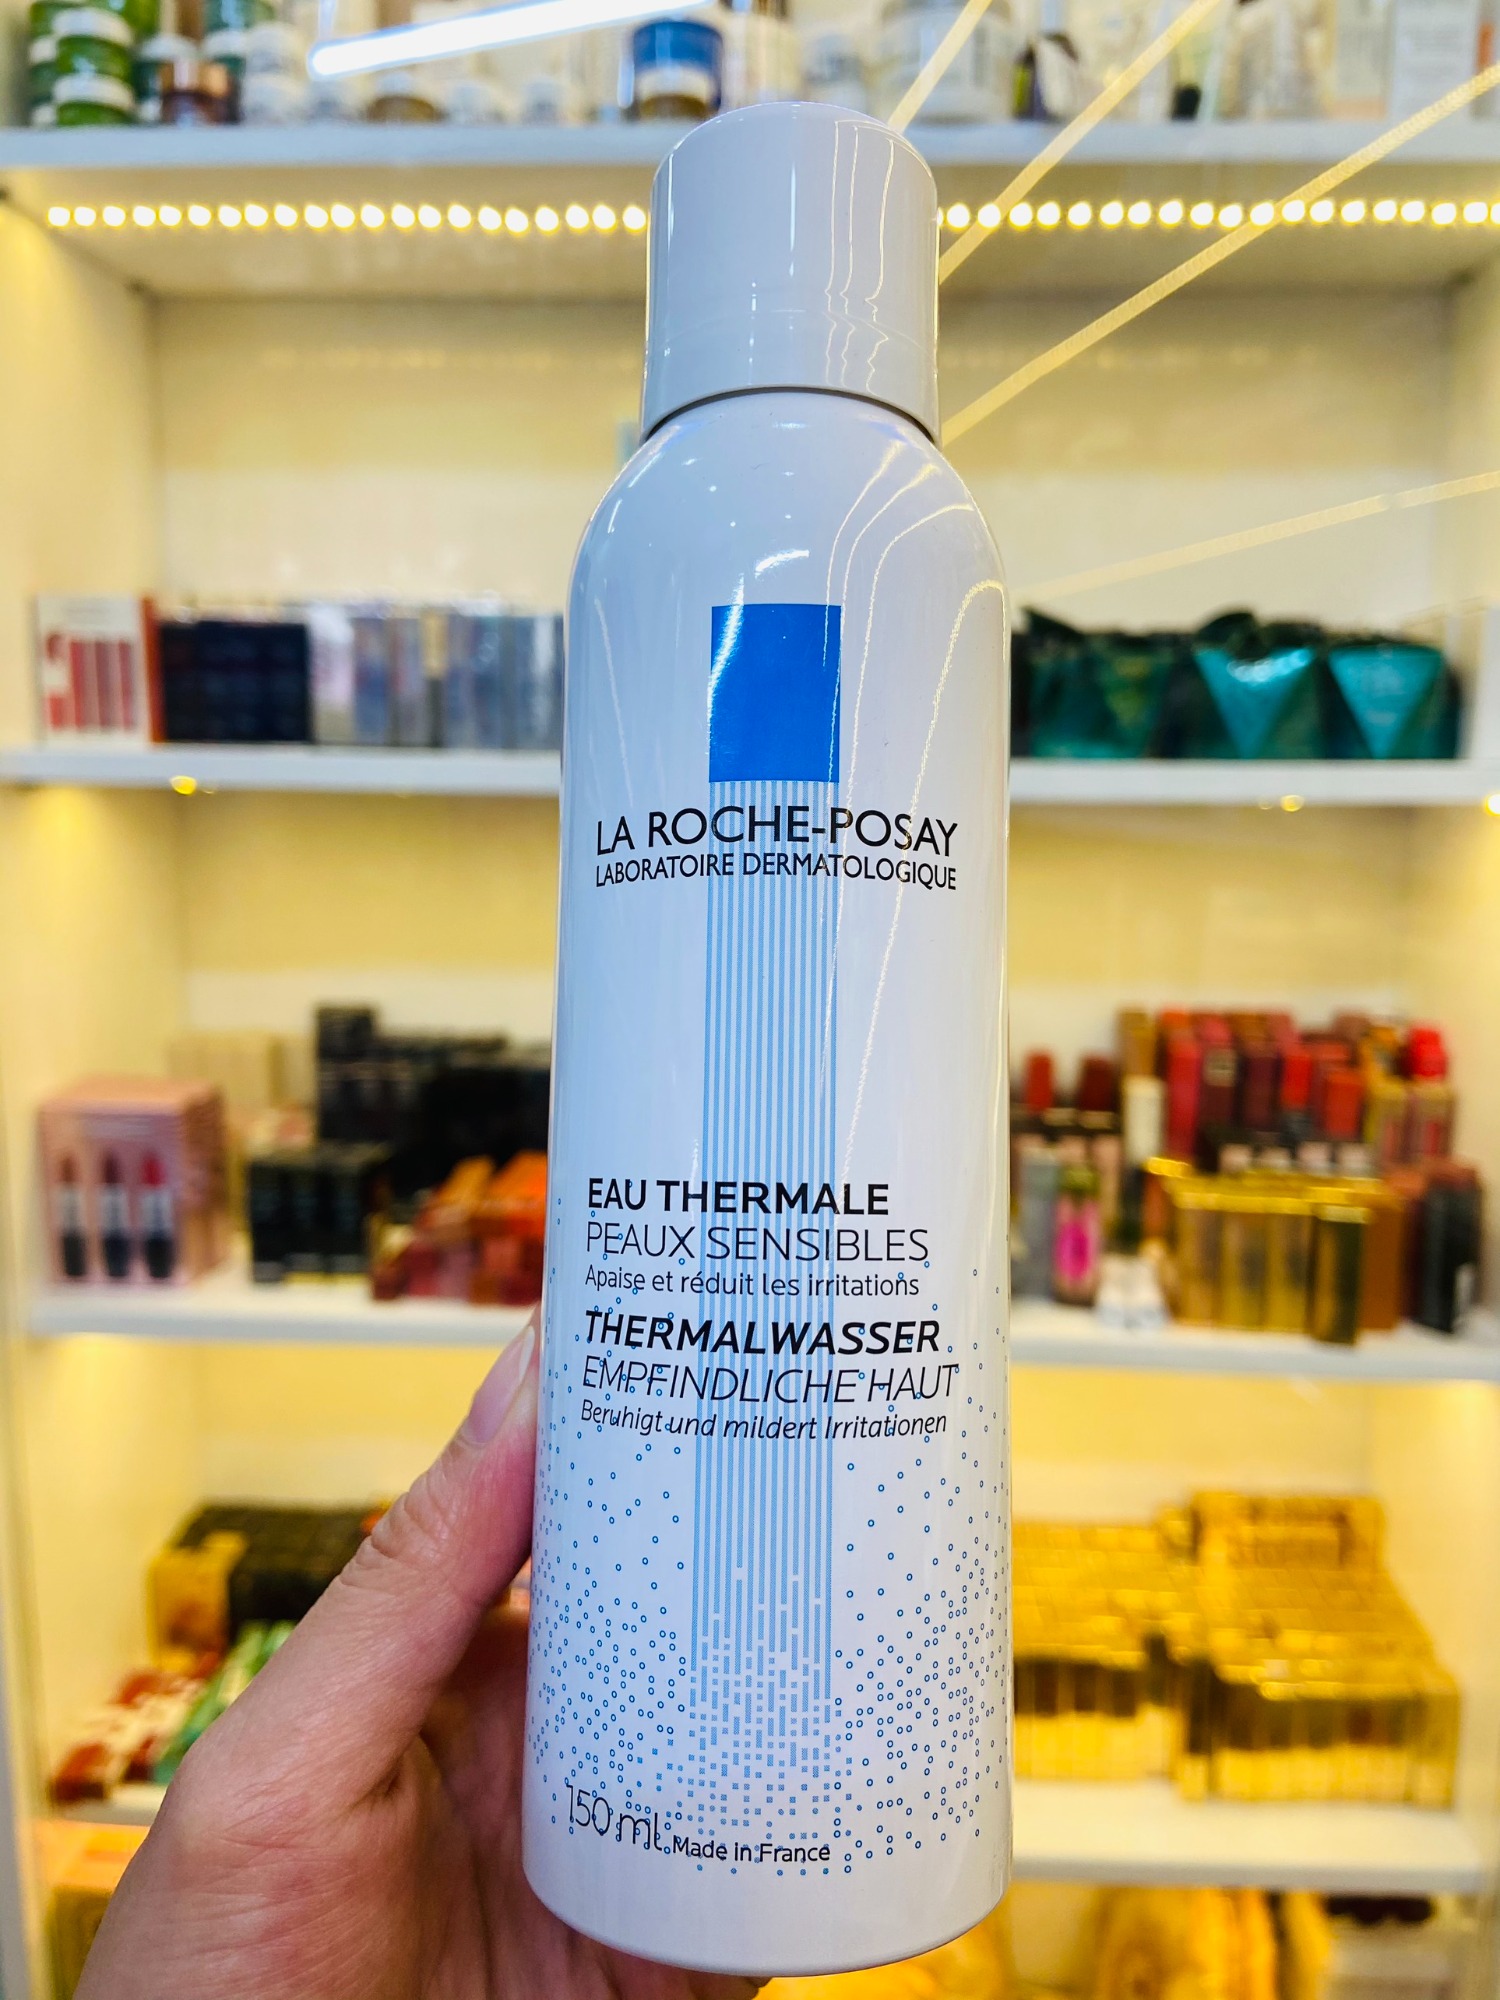 LA ROCHE-POSAY
LABORATOIRE DERMATOLOGIQUE
EAU THERMALE
PEAUX SENSIBLES
Apaise et réduit les irritations
THERMALWASSER
EMPFINDLICHE HAUT
Beruhigt und mildert Irritationen
150 ml Made in France